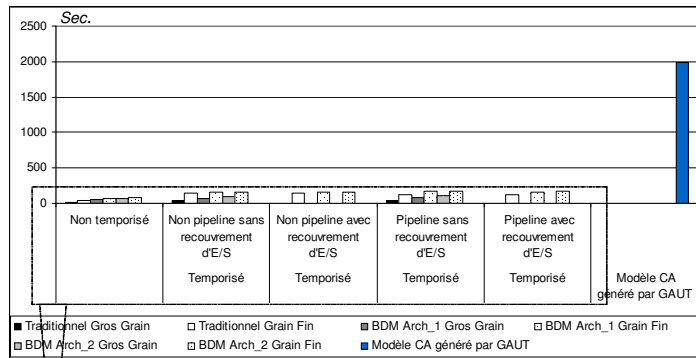 Sec.
2500
2000
1500
1000
500
0
Non temporisé
Non pipeline sans
recouvrement
d'E/S
Temporisé
Non pipeline avec
recouvrement
d'E/S
Temporisé
Pipeline sans
recouvrement
d'E/S
Temporisé
Pipeline avec
recouvrement
d'E/S
Temporisé
Modèle CA
généré par GAUT
Traditionnel Gros Grain
Traditionnel Grain Fin
BDM Arch_1 Gros Grain
BDM Arch_1 Grain Fin
BDM Arch_2 Gros Grain
BDM Arch_2 Grain Fin
Modèle CA généré par GAUT